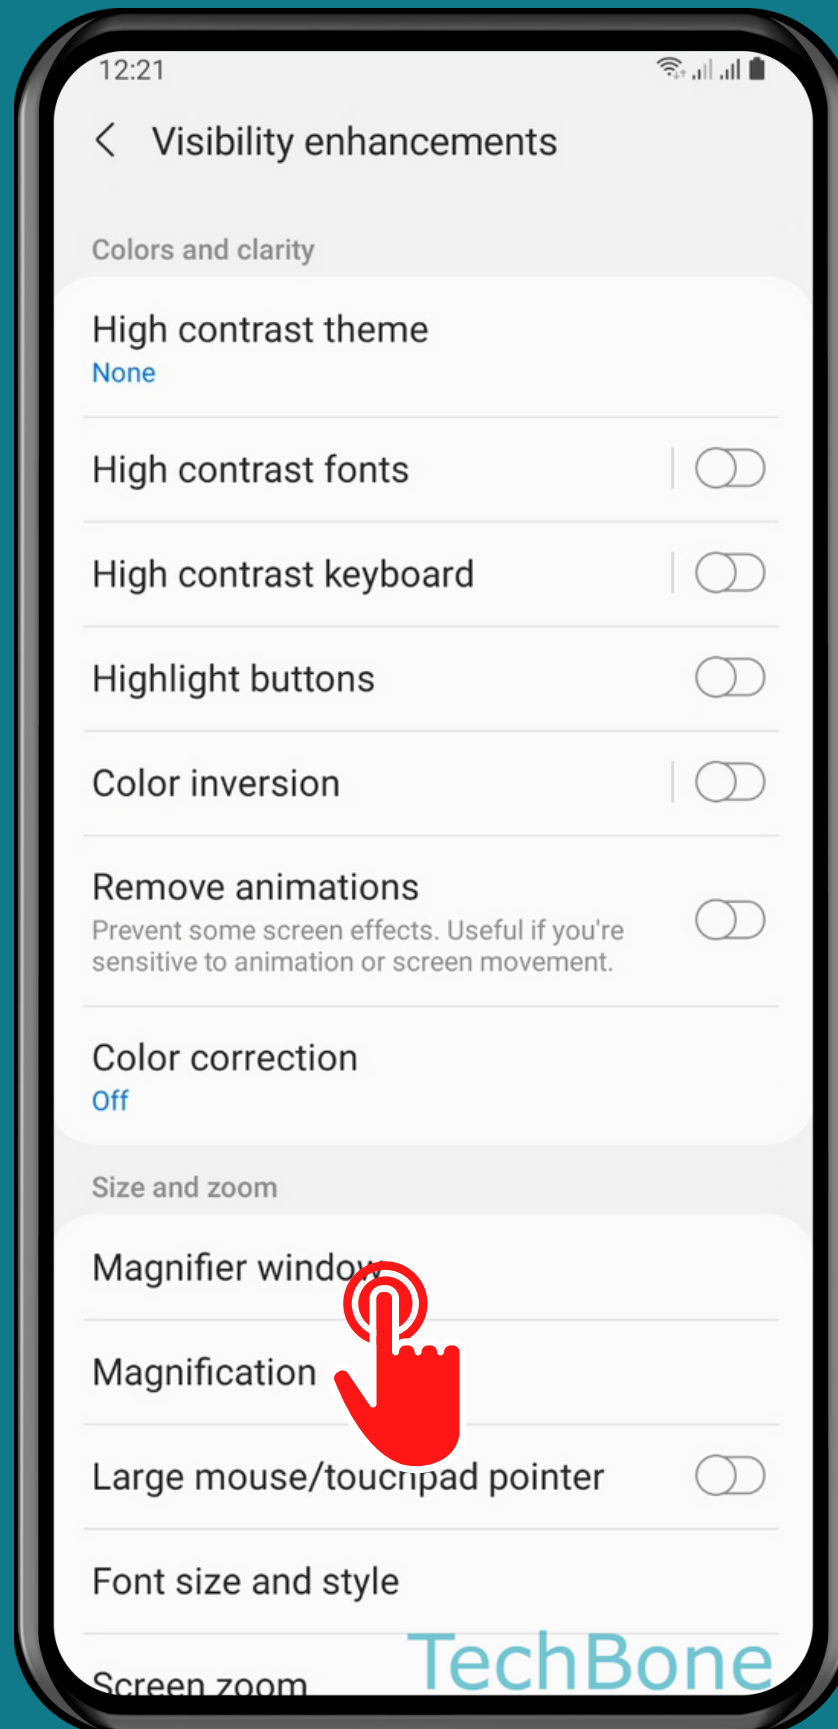 12:21
Visibility enhancements
Colors and clarity
High contrast theme
None
High contrast fonts
High contrast keyboard
Highlight buttons
Color inversion
Remove animations
Prevent some screen effects. Useful if you're
sensitive to animation or screen movement.
Color correction
Off
Size and zoom
Magnifier window
Magnification
Large mouse/touchpad pointer
Font size and style
Screen zoom
TechBone